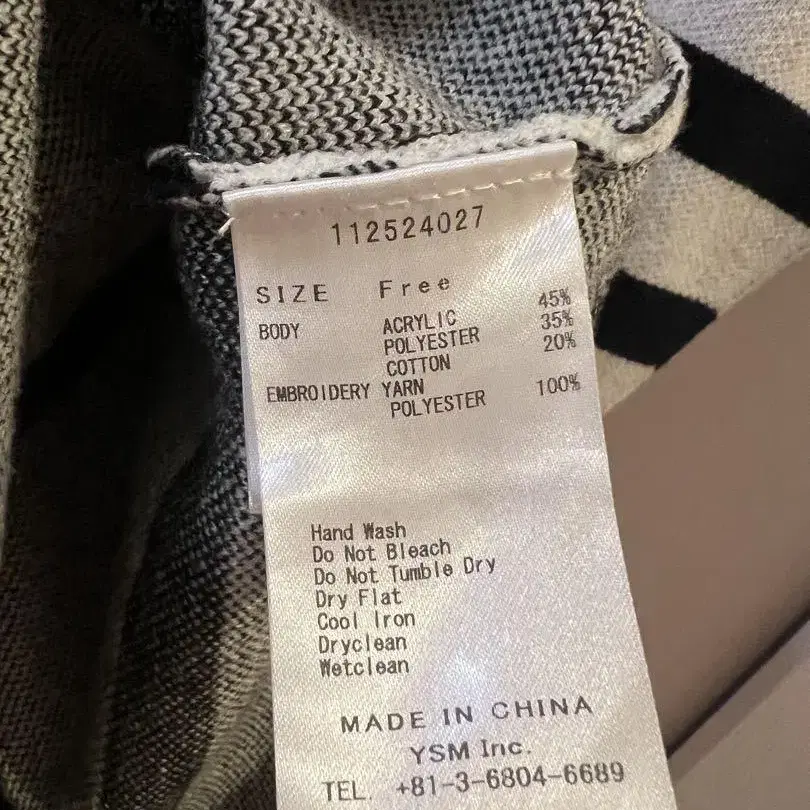 112524027
SIZE Free
BODY ACRYLIC 45%
POLYESTER 35%
COTTON 20%
EMBROIDERY YARN
POLYESTER 100%
Hand Wash
Do Not Bleach
Do Not Tumble Dry
Dry Flat
Cool Iron
Dryclean
Wetclean
MADE IN CHINA
YSM Inc.
TEL. +81-3-6804-6689